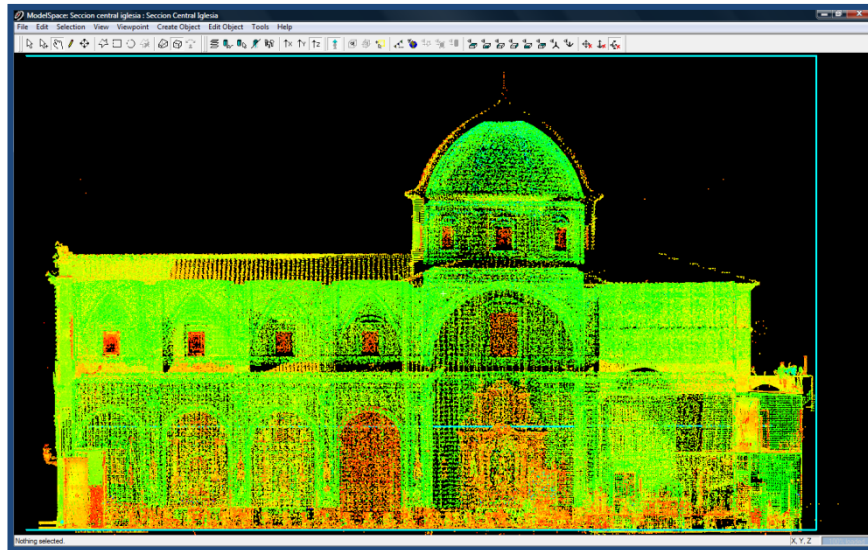 ModelSpace: Seccion central iglesia : Seccion Central Iglesia
File Edit Selection View Viewpoint Create Object Edit Object Tools Help
X Y Z
Nothing selected. X, Y, Z